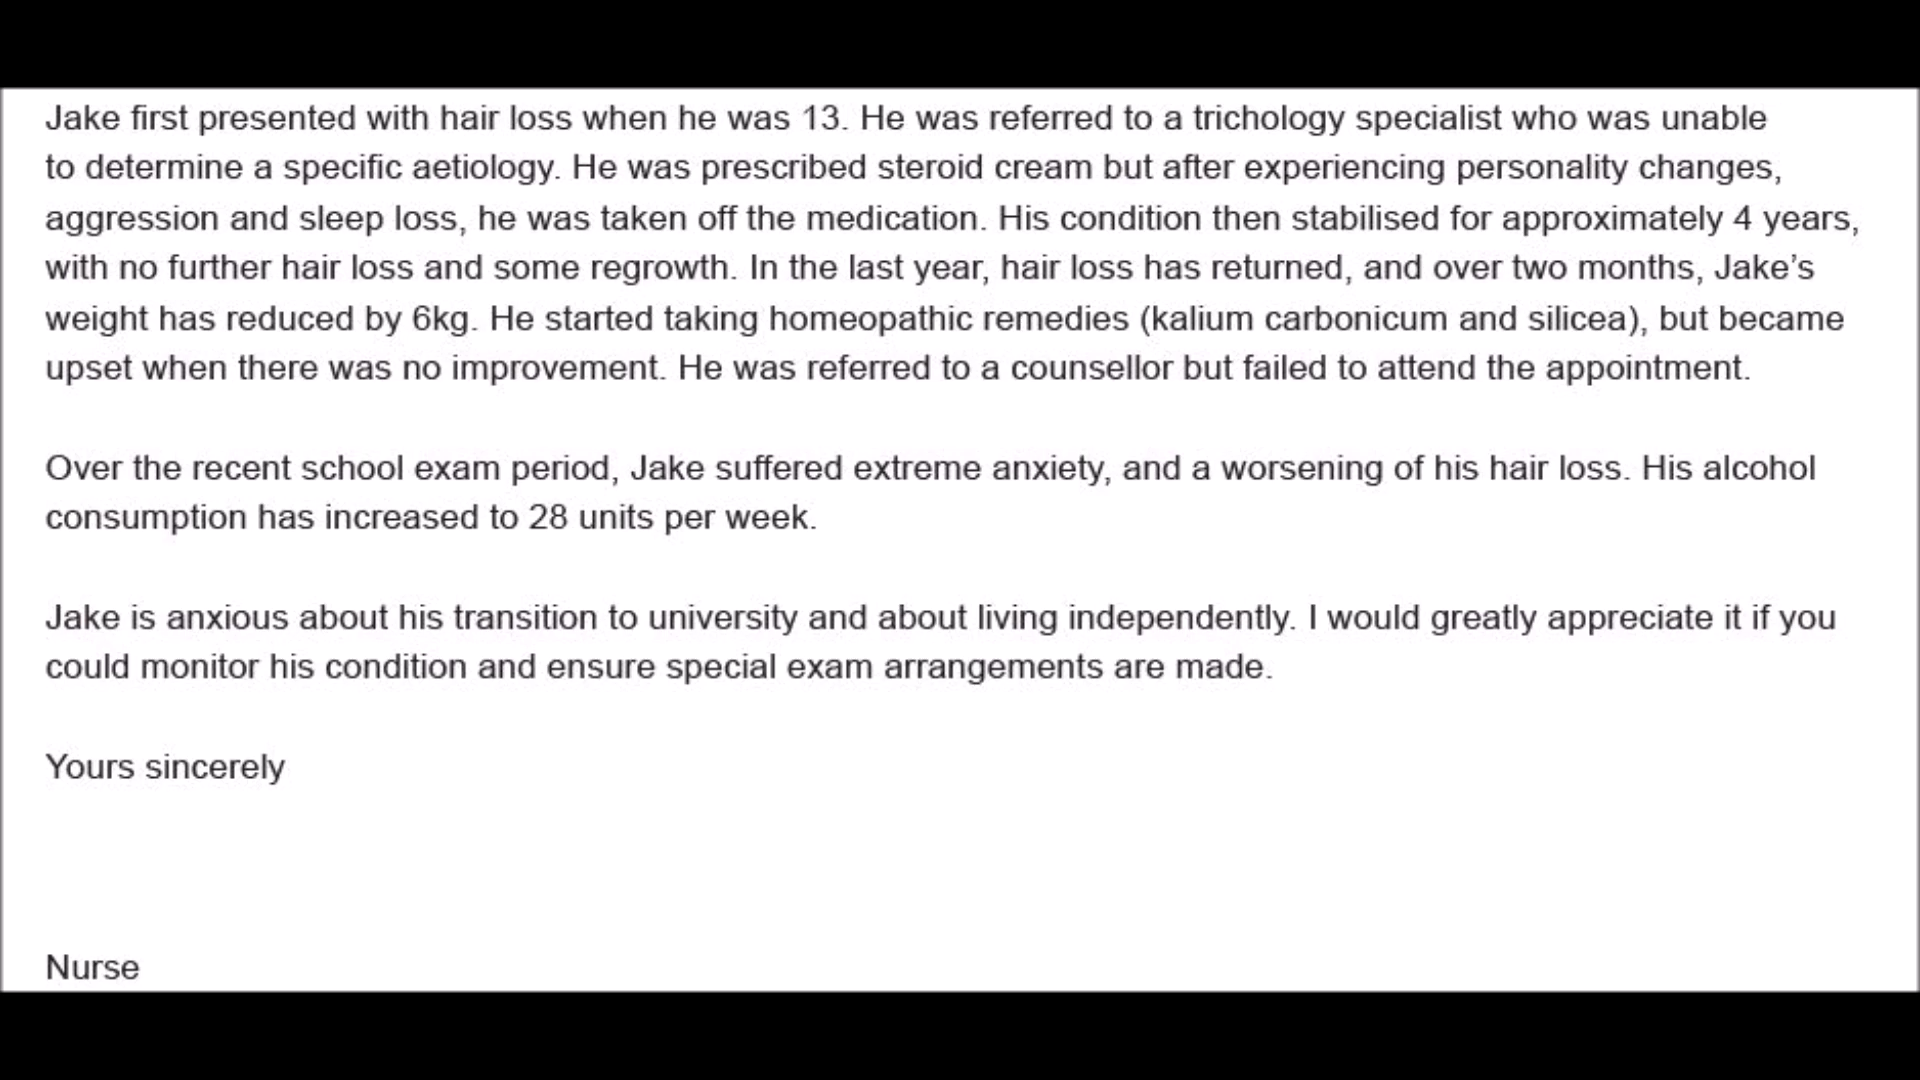 Jake first presented with hair loss when he was 13. He was referred to a trichology specialist who was unable
to determine a specific aetiology. He was prescribed steroid cream but after experiencing personality changes,
aggression and sleep loss, he was taken off the medication. His condition then stabilised for approximately 4 years,
with no further hair loss and some regrowth. In the last year, hair loss has returned, and over two months, Jake’s
weight has reduced by 6kg. He started taking homeopathic remedies (kalium carbonicum and silicea), but became
upset when there was no improvement. He was referred to a counsellor but failed to attend the appointment.
Over the recent school exam period, Jake suffered extreme anxiety, and a worsening of his hair loss. His alcohol
consumption has increased to 28 units per week.
Jake is anxious about his transition to university and about living independently. I would greatly appreciate it if you
could monitor his condition and ensure special exam arrangements are made.
Yours sincerely
Nurse